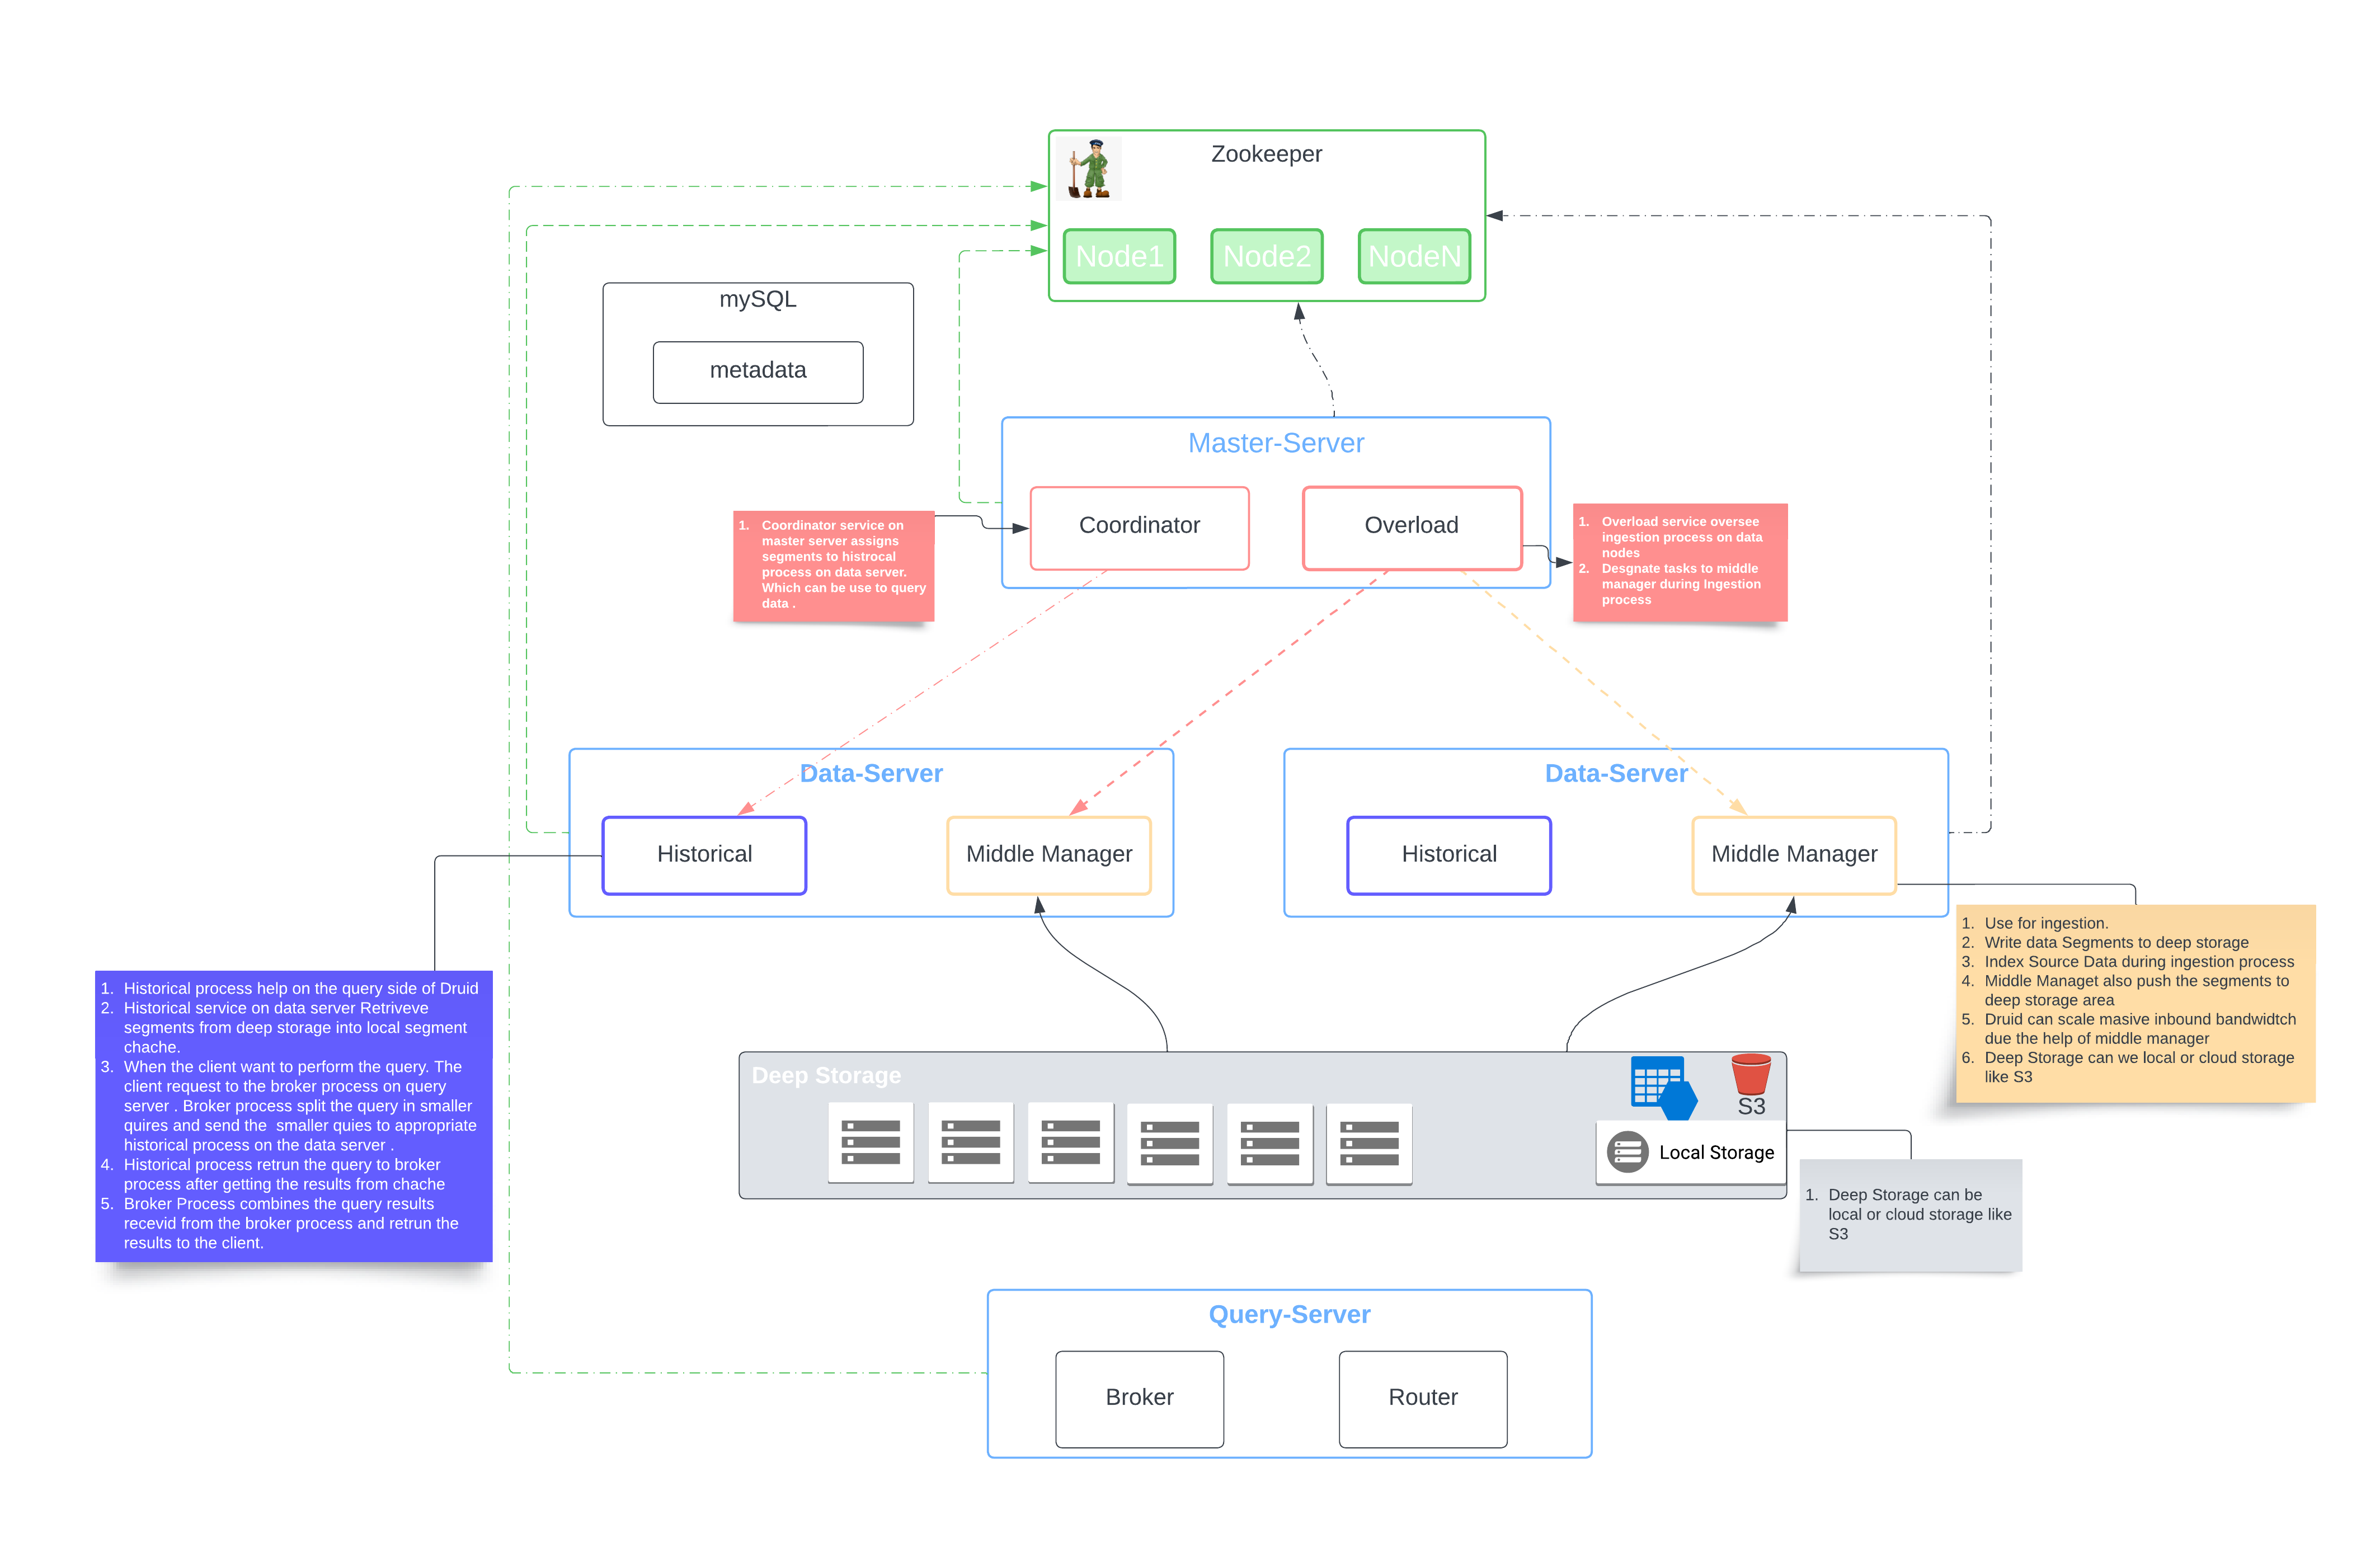 Zookeeper
Node1
Node2
NodeN
mySQL
metadata
Master-Server
Coordinator
Overload
1. Coordinator service on
master server assigns
segments to histrocal
process on data server.
Which can be use to query
data .
1. Overload service oversee
ingestion process on data
nodes
2. Desgnate tasks to middle
manager during Ingestion
process
Data-Server
Historical
Middle Manager
Data-Server
Historical
Middle Manager
1. Historical process help on the query side of Druid
2. Historical service on data server Retriveve
segments from deep storage into local segment
chache.
3. When the client want to perform the query. The
client request to the broker process on query
server . Broker process split the query in smaller
quires and send the  smaller quies to appropriate
historical process on the data server .
4. Historical process retrun the query to broker
process after getting the results from chache
5. Broker Process combines the query results
recevid from the broker process and retrun the
results to the client.
1. Use for ingestion.
2. Write data Segments to deep storage
3. Index Source Data during ingestion process
4. Middle Managet also push the segments to
deep storage area
5. Druid can scale masive inbound bandwidtch
due the help of middle manager
6. Deep Storage can we local or cloud storage
like S3
Deep Storage
S3
Local Storage
1. Deep Storage can be
local or cloud storage like
S3
Query-Server
Broker
Router